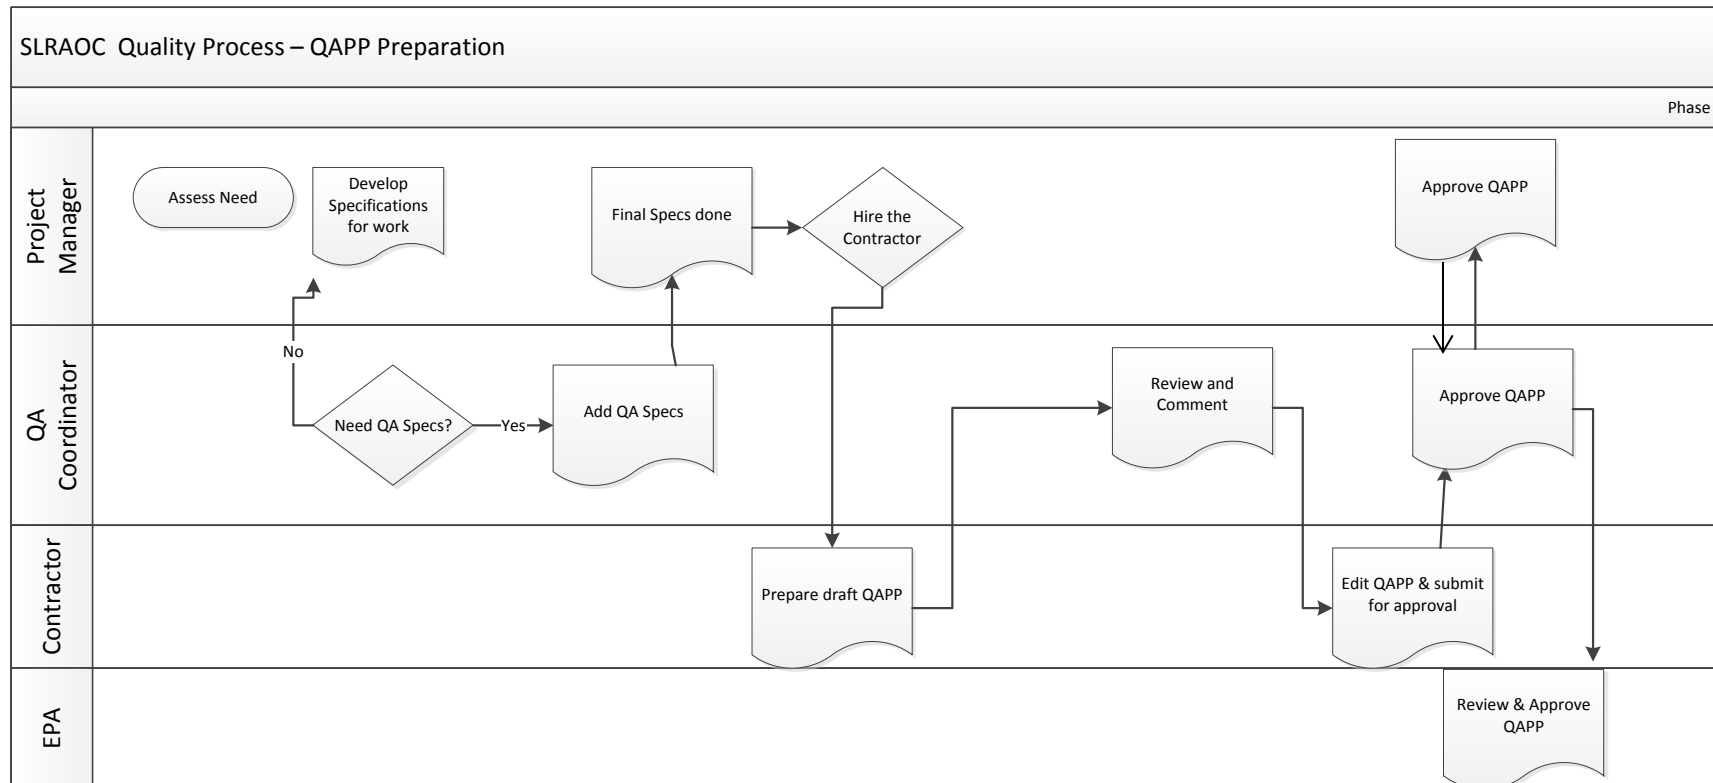 SLRAOC  Quality Process – QAPP Preparation
Phase
Project
Manager
Assess Need
Develop
Specifications
for work
Final Specs done
Hire the
Contractor
Approve QAPP
QA
Coordinator
No
Need QA Specs?
Yes
Add QA Specs
Review and
Comment
Approve QAPP
Contractor
Prepare draft QAPP
Edit QAPP & submit
for approval
EPA
Review & Approve
QAPP